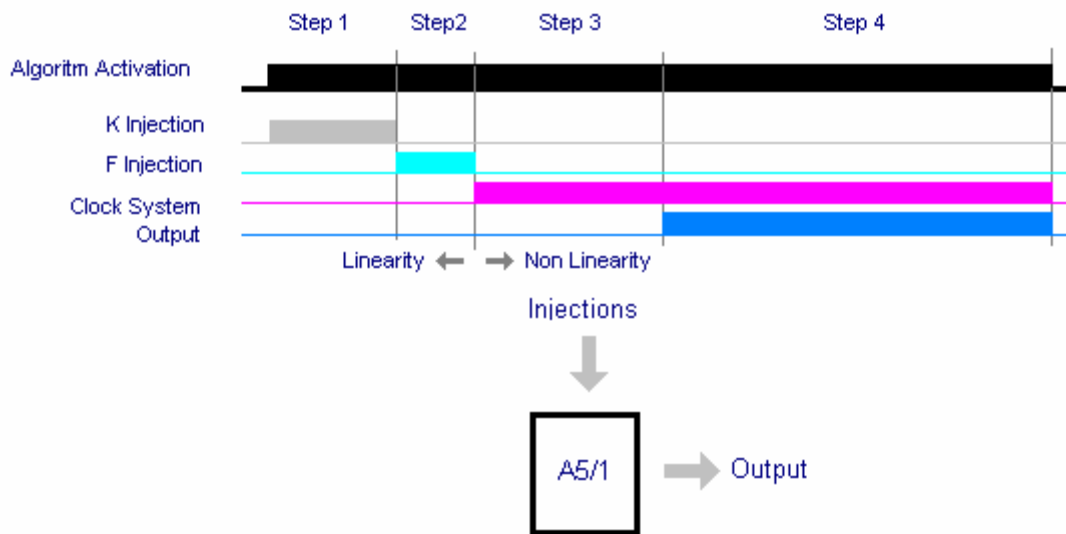 Step 1 Step2 Step 3 Step 4
Algoritm Activation
K Injection
F Injection
Clock System
Output
Linearity Non Linearity
Injections
A5/1
Output